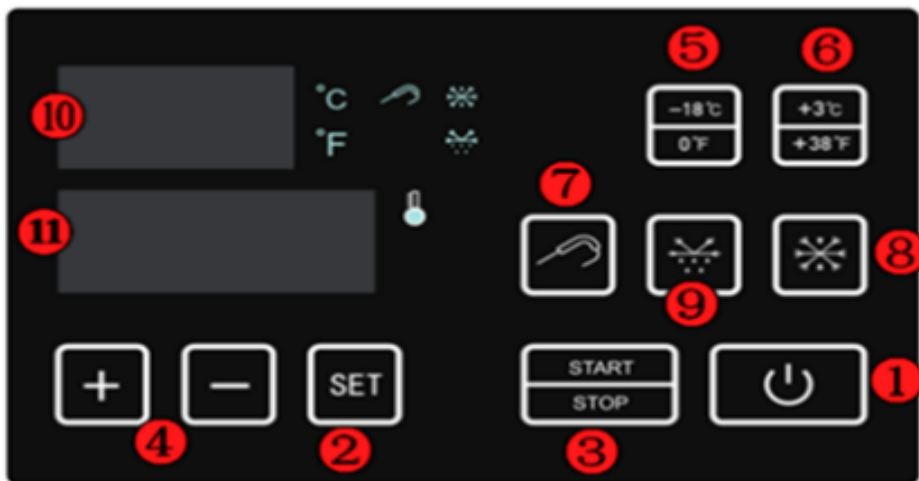 5 6
10 °C -18°C +3°C
°F 0°F +38°F
11 7
8
9
+ − SET START
STOP 1
4 2 3